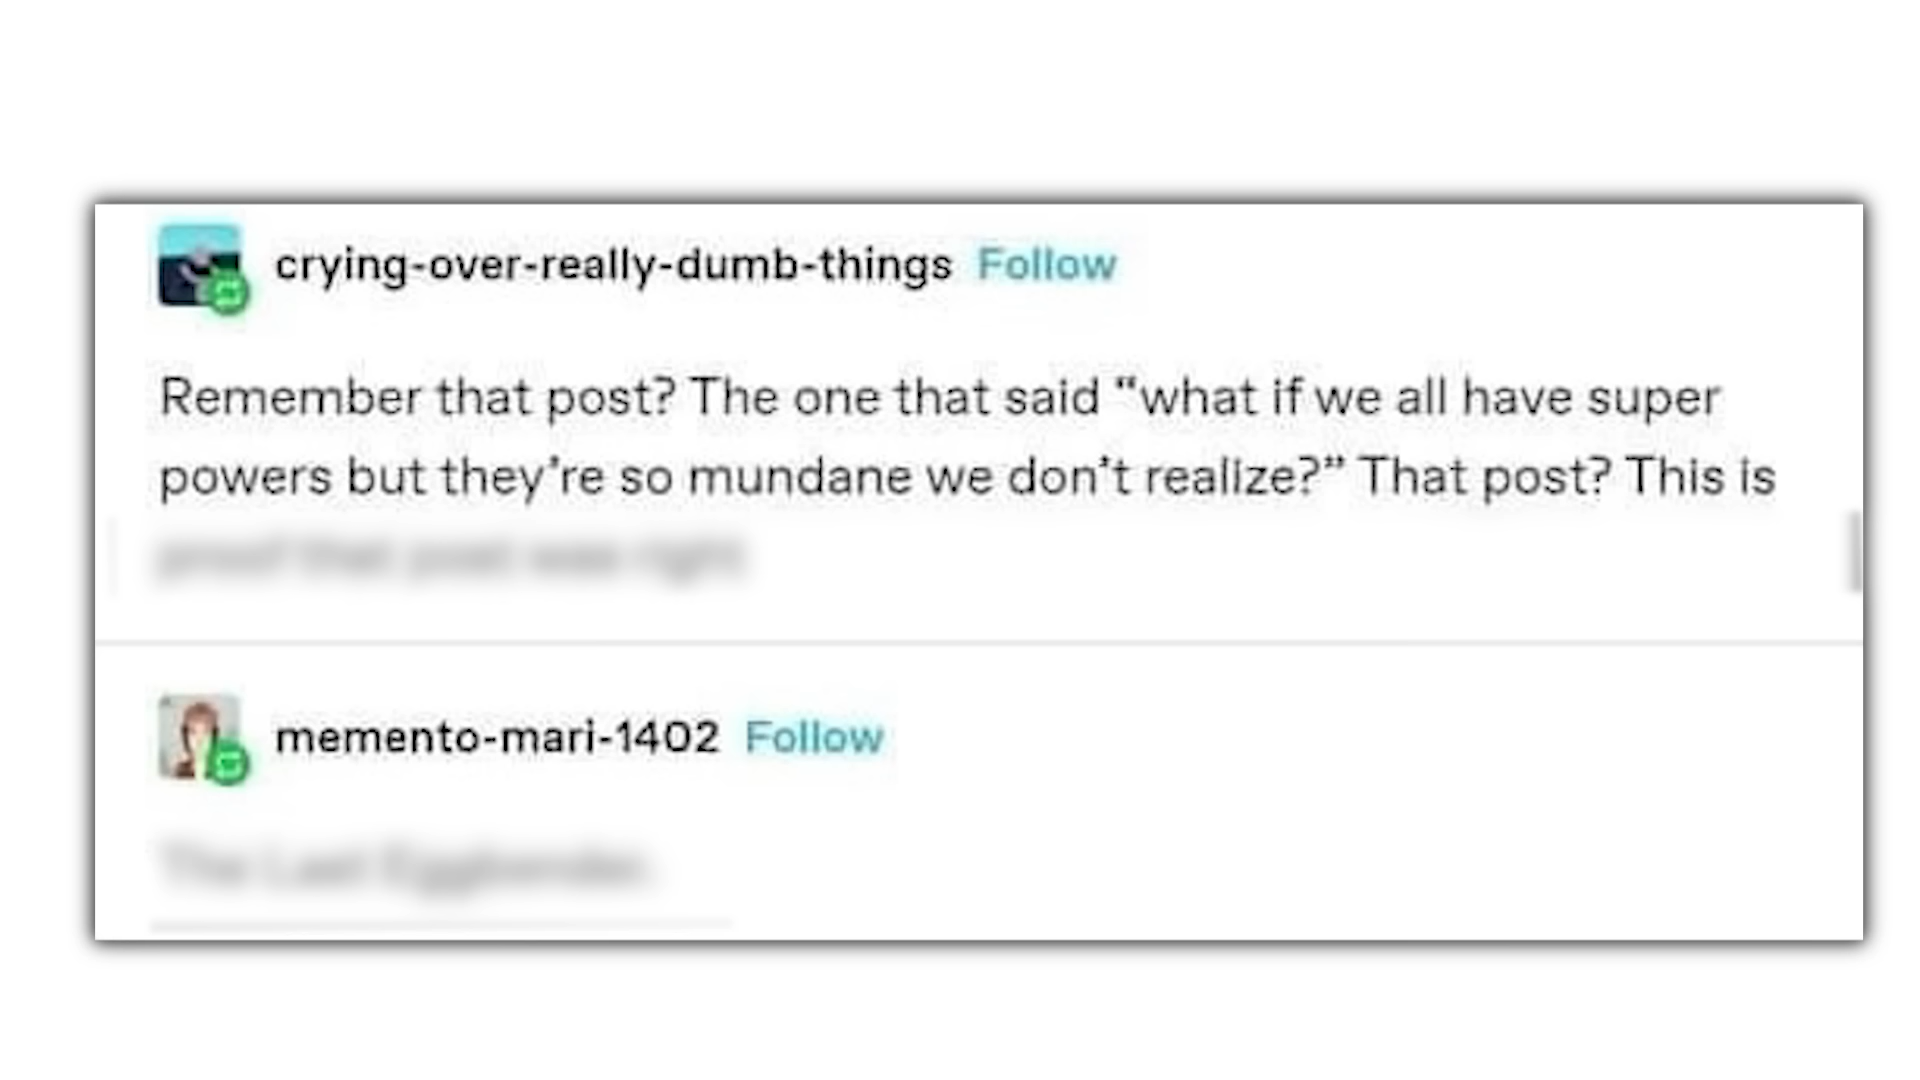 crying-over-really-dumb-things Follow
Remember that post? The one that said “what if we all have super
powers but they’re so mundane we don’t realize?” That post? This is
memento-mari-1402 Follow